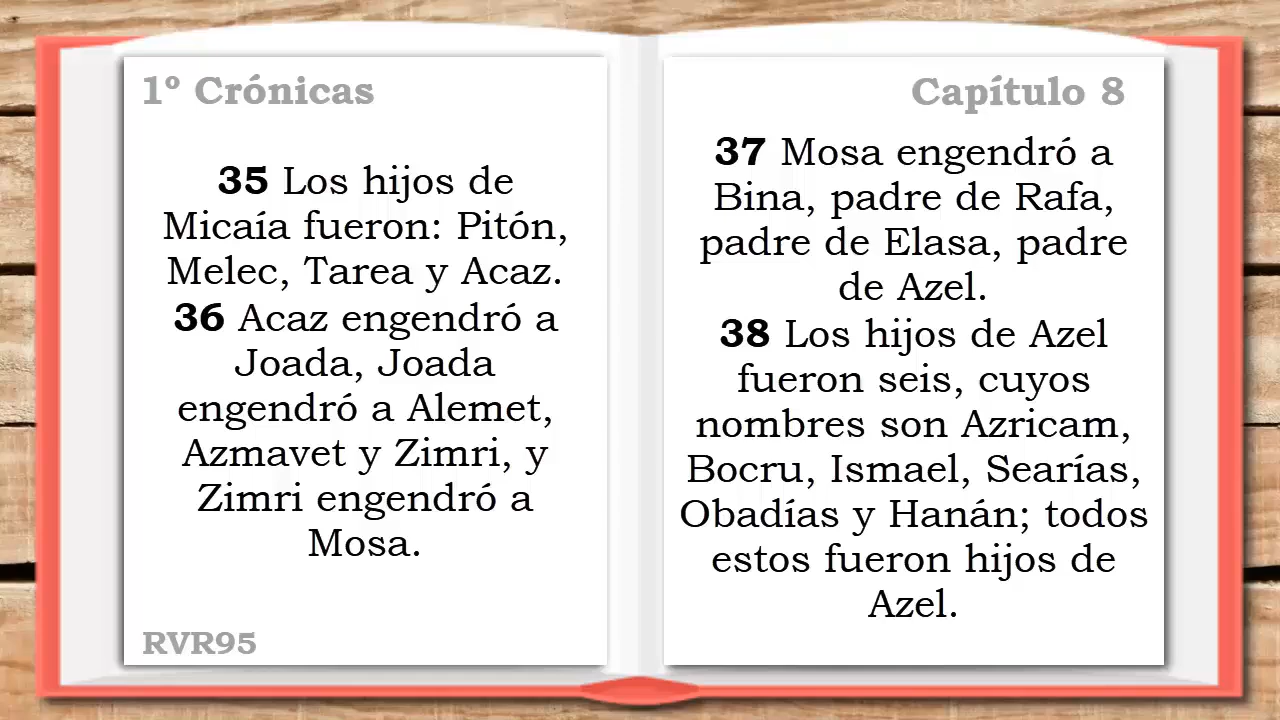 1º Crónicas
35 Los hijos de
Micaía fueron: Pitón,
Melec, Tarea y Acaz.
36 Acaz engendró a
Joada, Joada
engendró a Alemet,
Azmavet y Zimri, y
Zimri engendró a
Mosa.
RVR95
Capítulo 8
37 Mosa engendró a
Bina, padre de Rafa,
padre de Elasa, padre
de Azel.
38 Los hijos de Azel
fueron seis, cuyos
nombres son Azricam,
Bocru, Ismael, Searías,
Obadías y Hanán; todos
estos fueron hijos de
Azel.